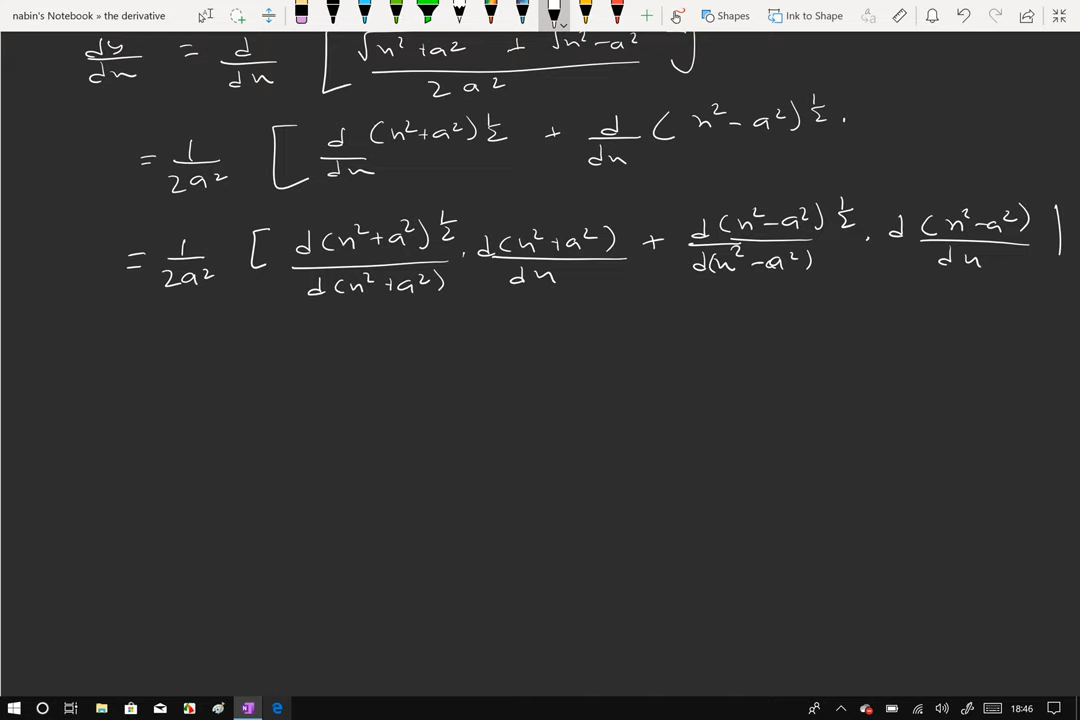 nabin's Notebook » the derivative
Shapes
Ink to Shape
dy/dn = d/dn [ (√n²+a² + √n²-a²)/2a² ]
= 1/2a² [ d/dn (n²+a²)^½ + d/dn (n²-a²)^½ .
= 1/2a² [ d(n²+a²)^½/d(n²+a²) . d(n²+a²)/dn + d(n²-a²)^½/d(n²-a²) . d(n²-a²)/dn |
18:46